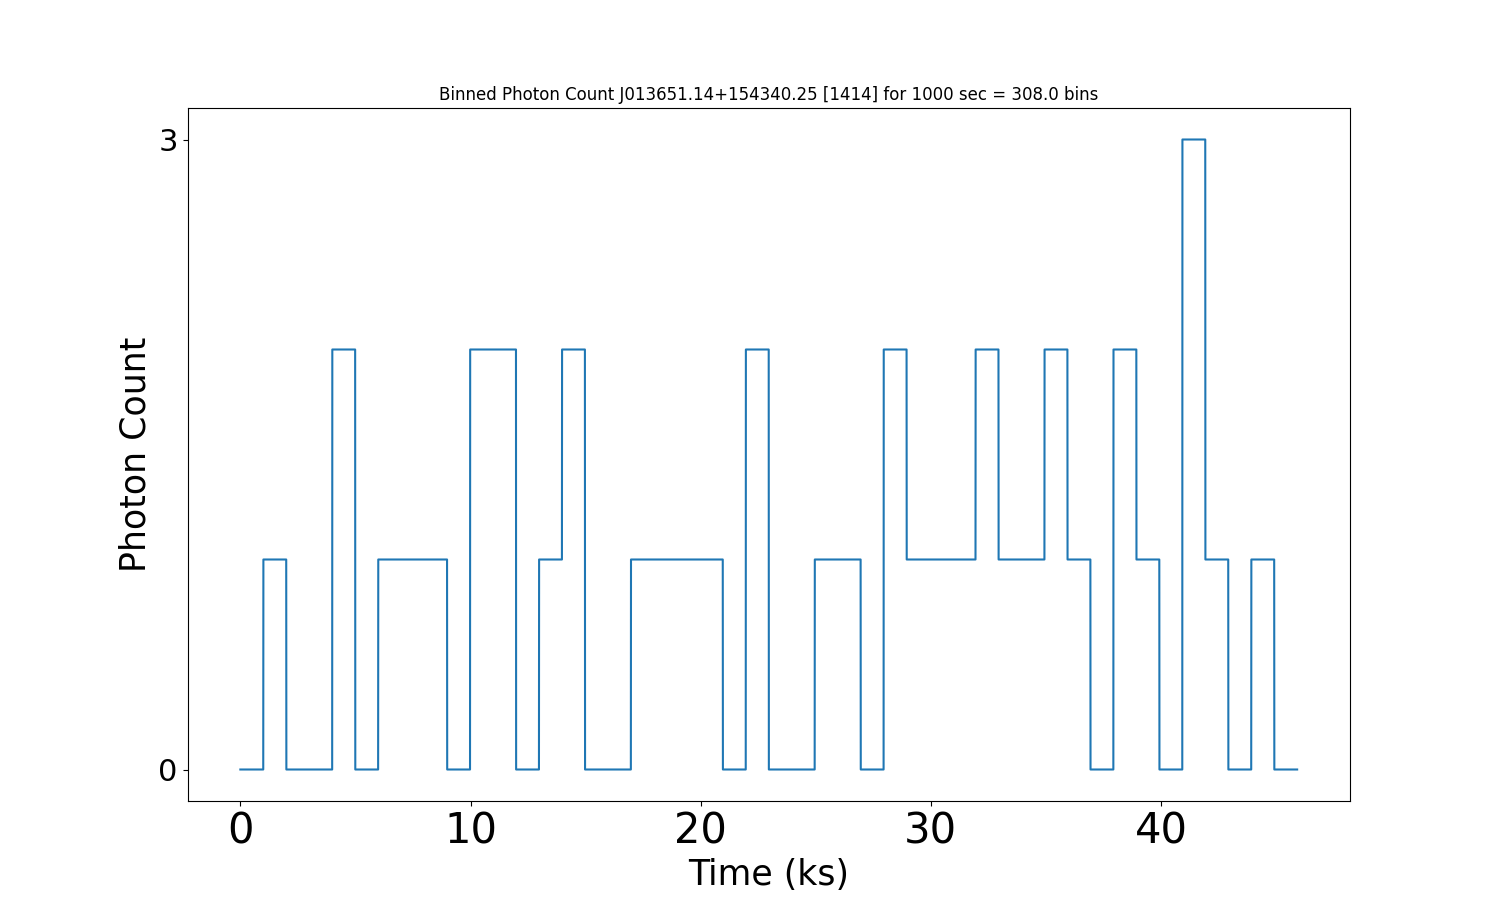 Binned Photon Count J013651.14+154340.25 [1414] for 1000 sec = 308.0 bins
3
Photon Count
0
0 10 20 30 40
Time (ks)